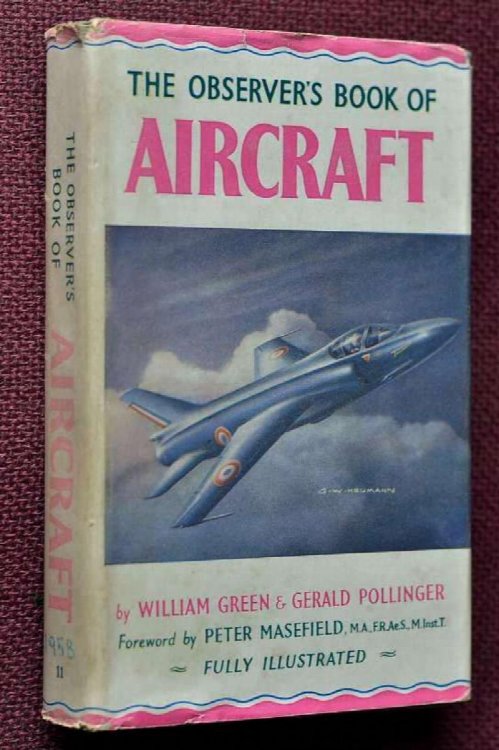 THE OBSERVER'S BOOK OF
AIRCRAFT
G.W. HEUMANN
by WILLIAM GREEN & GERALD POLLINGER
Foreword by PETER MASEFIELD, M.A., F.R.Ae.S., M.Inst.T.
FULLY ILLUSTRATED
THE OBSERVER'S
BOOK OF
AIRCRAFT
1958
11